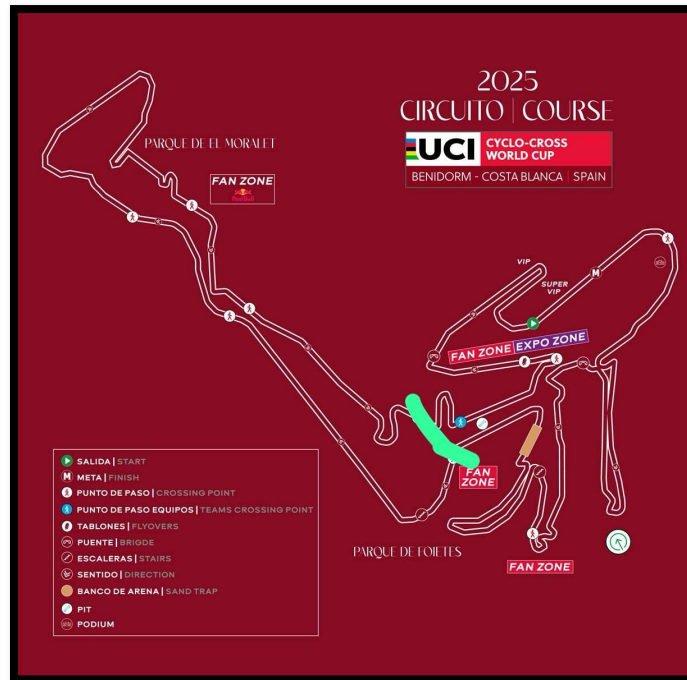 2025
CIRCUITO | COURSE
UCI CYCLO-CROSS
WORLD CUP
BENIDORM - COSTA BLANCA | SPAIN
PARQUE DE EL MORALET
FAN ZONE
Red Bull
VIP
SUPER
VIP
M
FAN ZONE EXPO ZONE
FAN
ZONE
PARQUE DE FOIETES
FAN ZONE
SALIDA | START
M META | FINISH
PUNTO DE PASO | CROSSING POINT
PUNTO DE PASO EQUIPOS | TEAMS CROSSING POINT
TABLONES | FLYOVERS
PUENTE | BRIGDE
ESCALERAS | STAIRS
SENTIDO | DIRECTION
BANCO DE ARENA | SAND TRAP
PIT
PODIUM